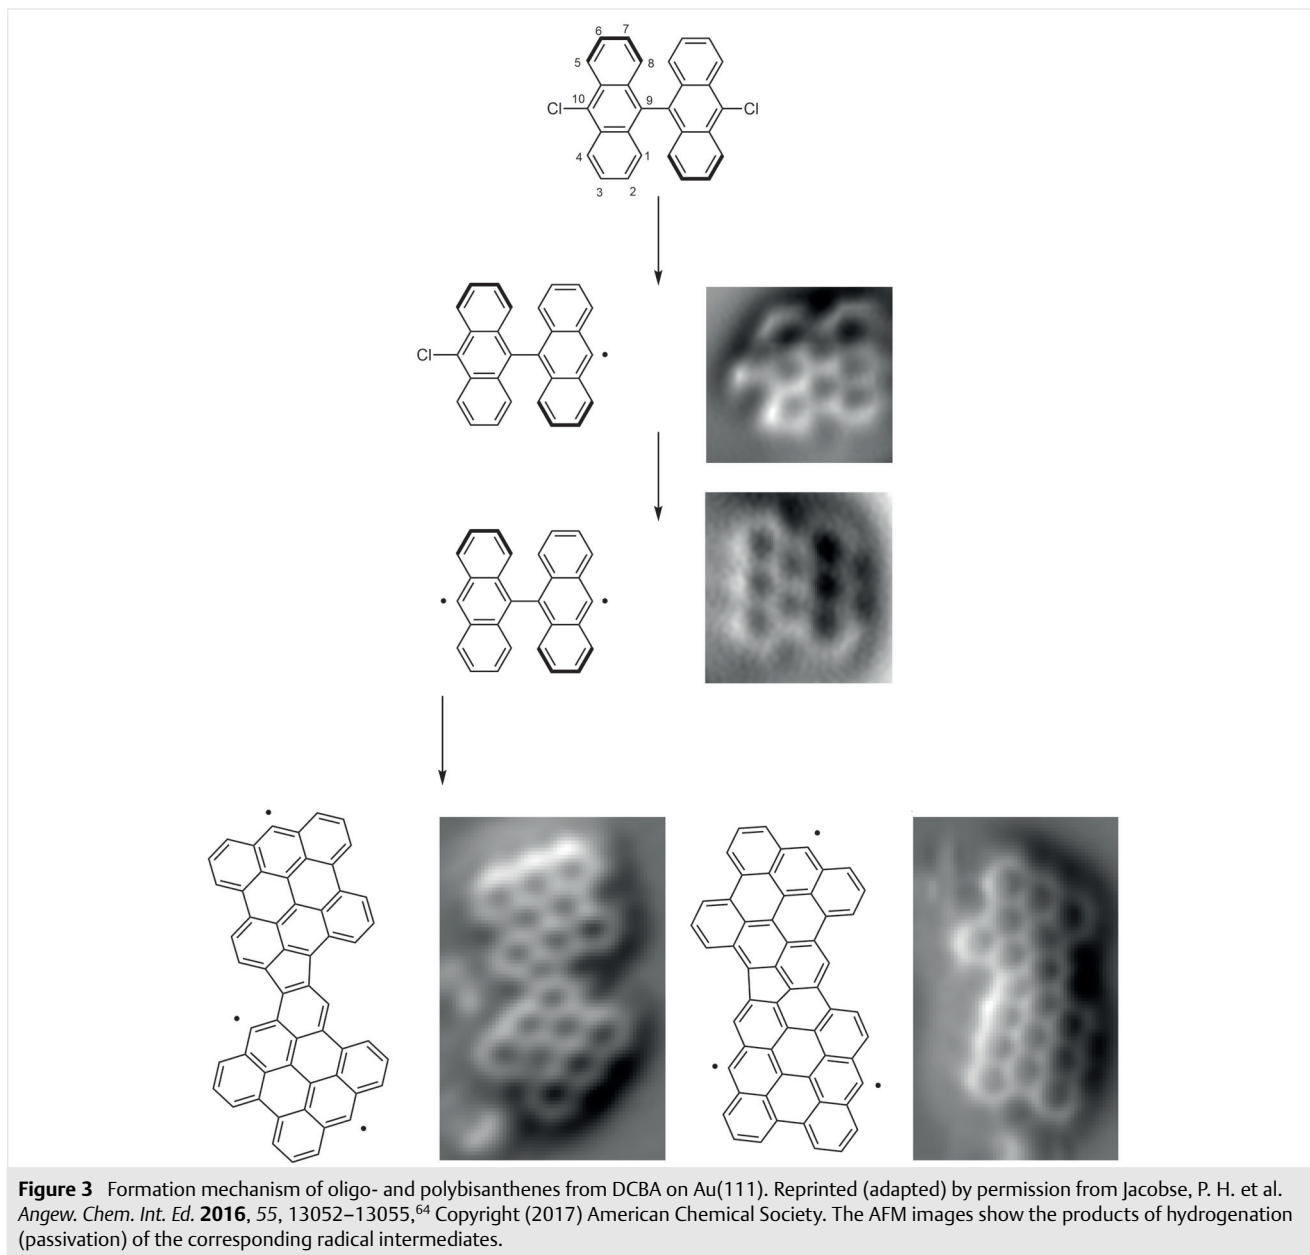 6 7
5 8
Cl 10 9 Cl
4 1
3 2
Cl
Figure 3 Formation mechanism of oligo- and polybisanthenes from DCBA on Au(111). Reprinted (adapted) by permission from Jacobse, P. H. et al.
Angew. Chem. Int. Ed. 2016, 55, 13052–13055,64 Copyright (2017) American Chemical Society. The AFM images show the products of hydrogenation
(passivation) of the corresponding radical intermediates.